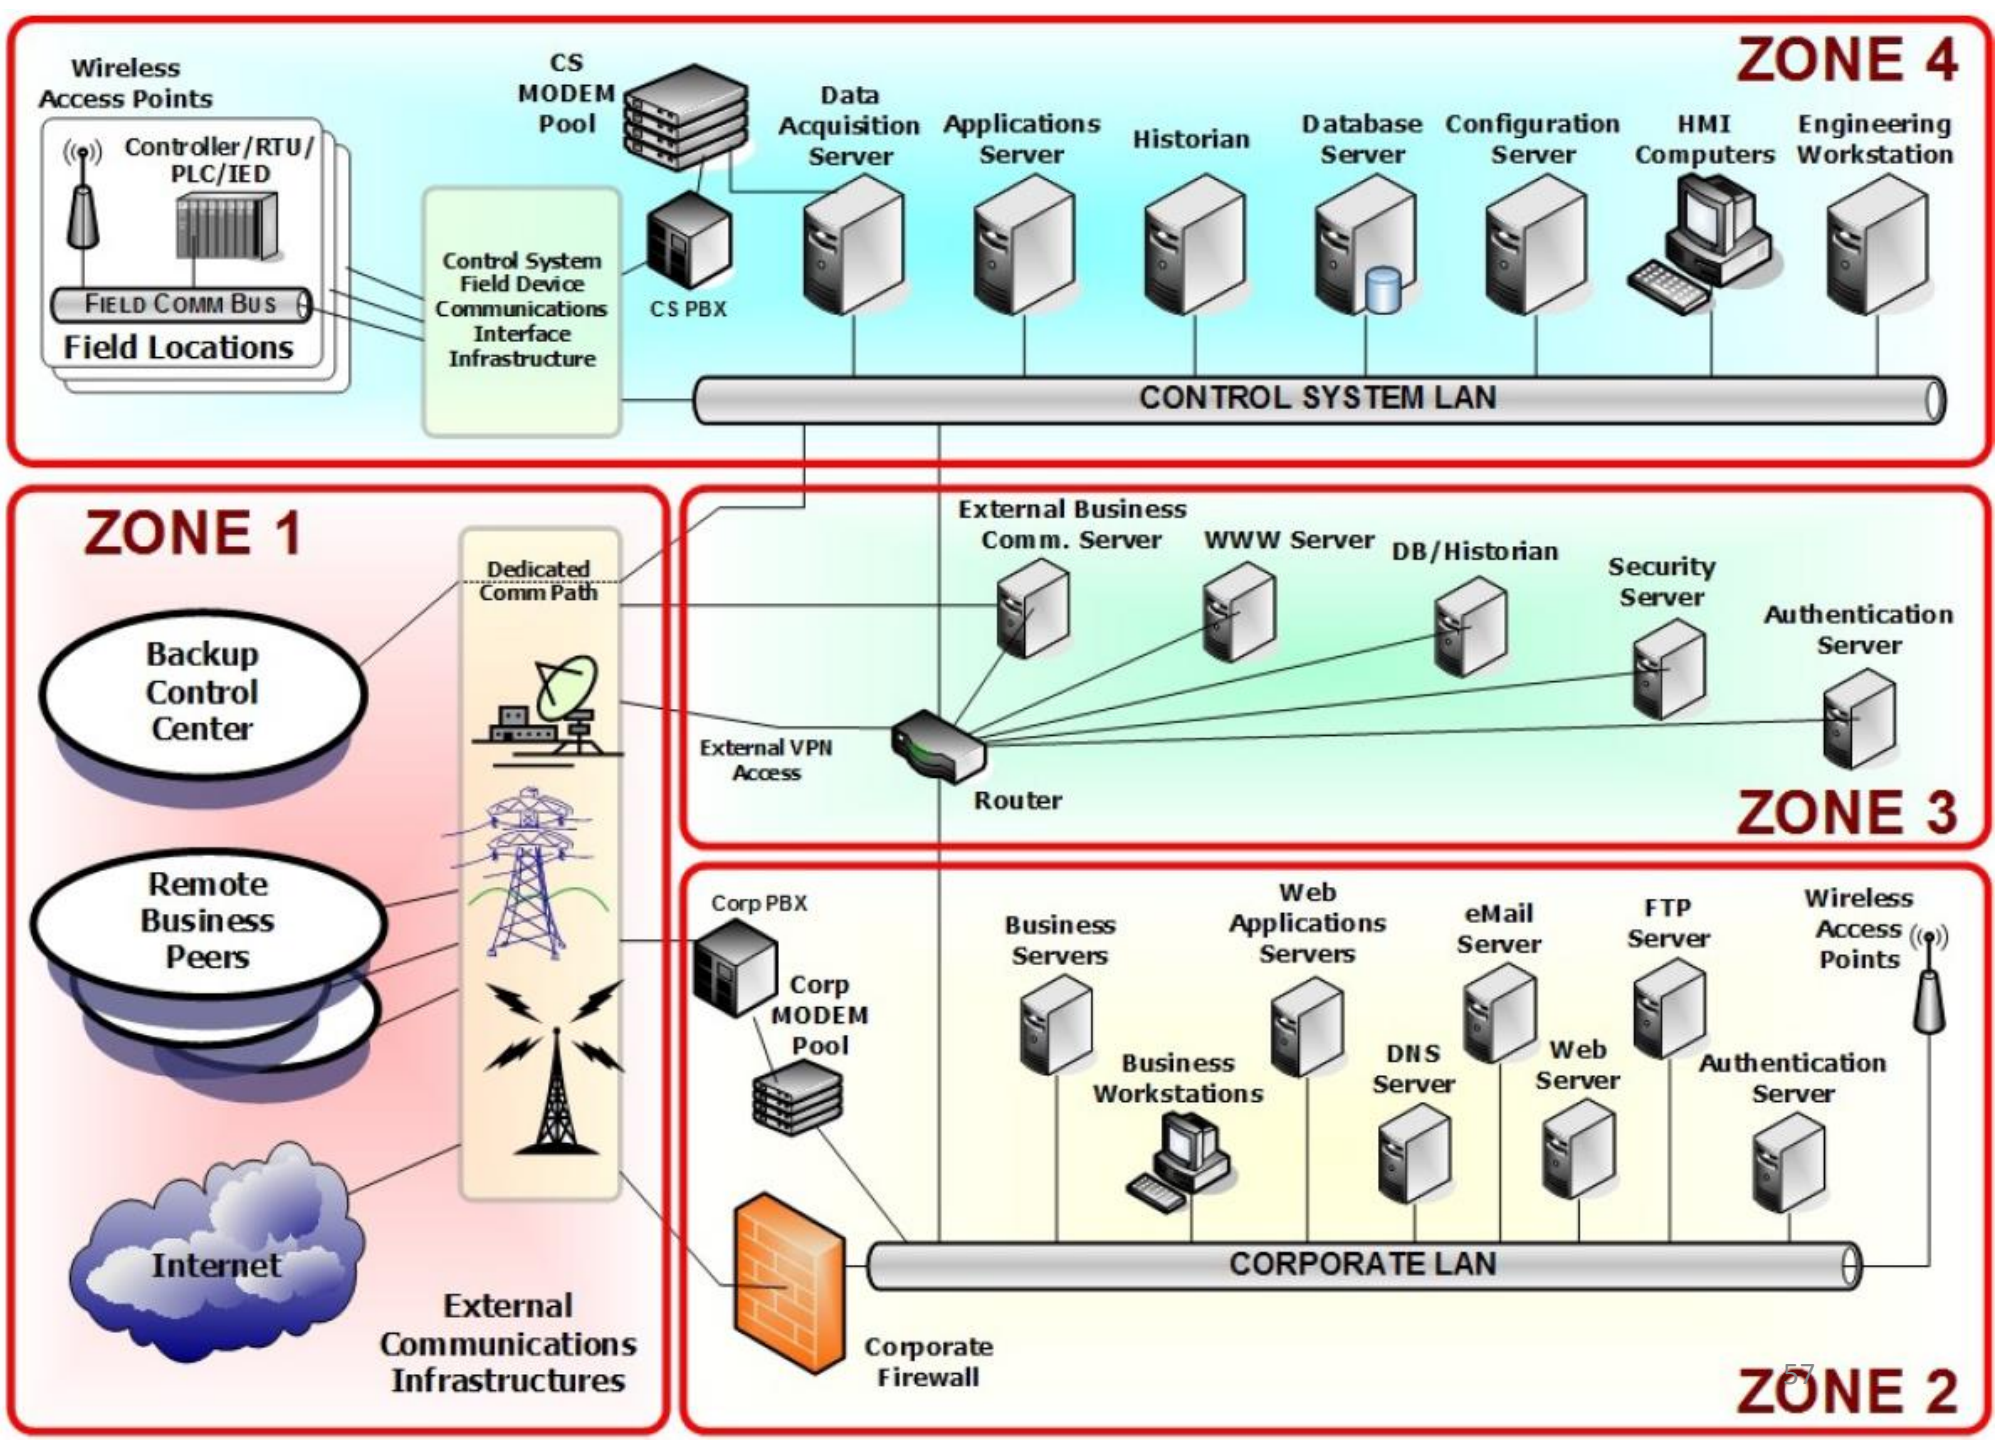 ZONE 4
Wireless
Access Points
Controller/RTU/
PLC/IED
FIELD COMM BUS
Field Locations
Control System
Field Device
Communications
Interface
Infrastructure
CS
MODEM
Pool
CS PBX
Data
Acquisition
Server
Applications
Server
Historian
Database
Server
Configuration
Server
HMI
Computers
Engineering
Workstation
CONTROL SYSTEM LAN
ZONE 1
Dedicated
Comm Path
Backup
Control
Center
Remote
Business
Peers
Internet
External
Communications
Infrastructures
External Business
Comm. Server
WWW Server
DB/Historian
Security
Server
Authentication
Server
External VPN
Access
Router
ZONE 3
Corp PBX
Corp
MODEM
Pool
Business
Servers
Business
Workstations
Web
Applications
Servers
DNS
Server
eMail
Server
Web
Server
FTP
Server
Authentication
Server
Wireless
Access
Points
CORPORATE LAN
Corporate
Firewall
57
ZONE 2